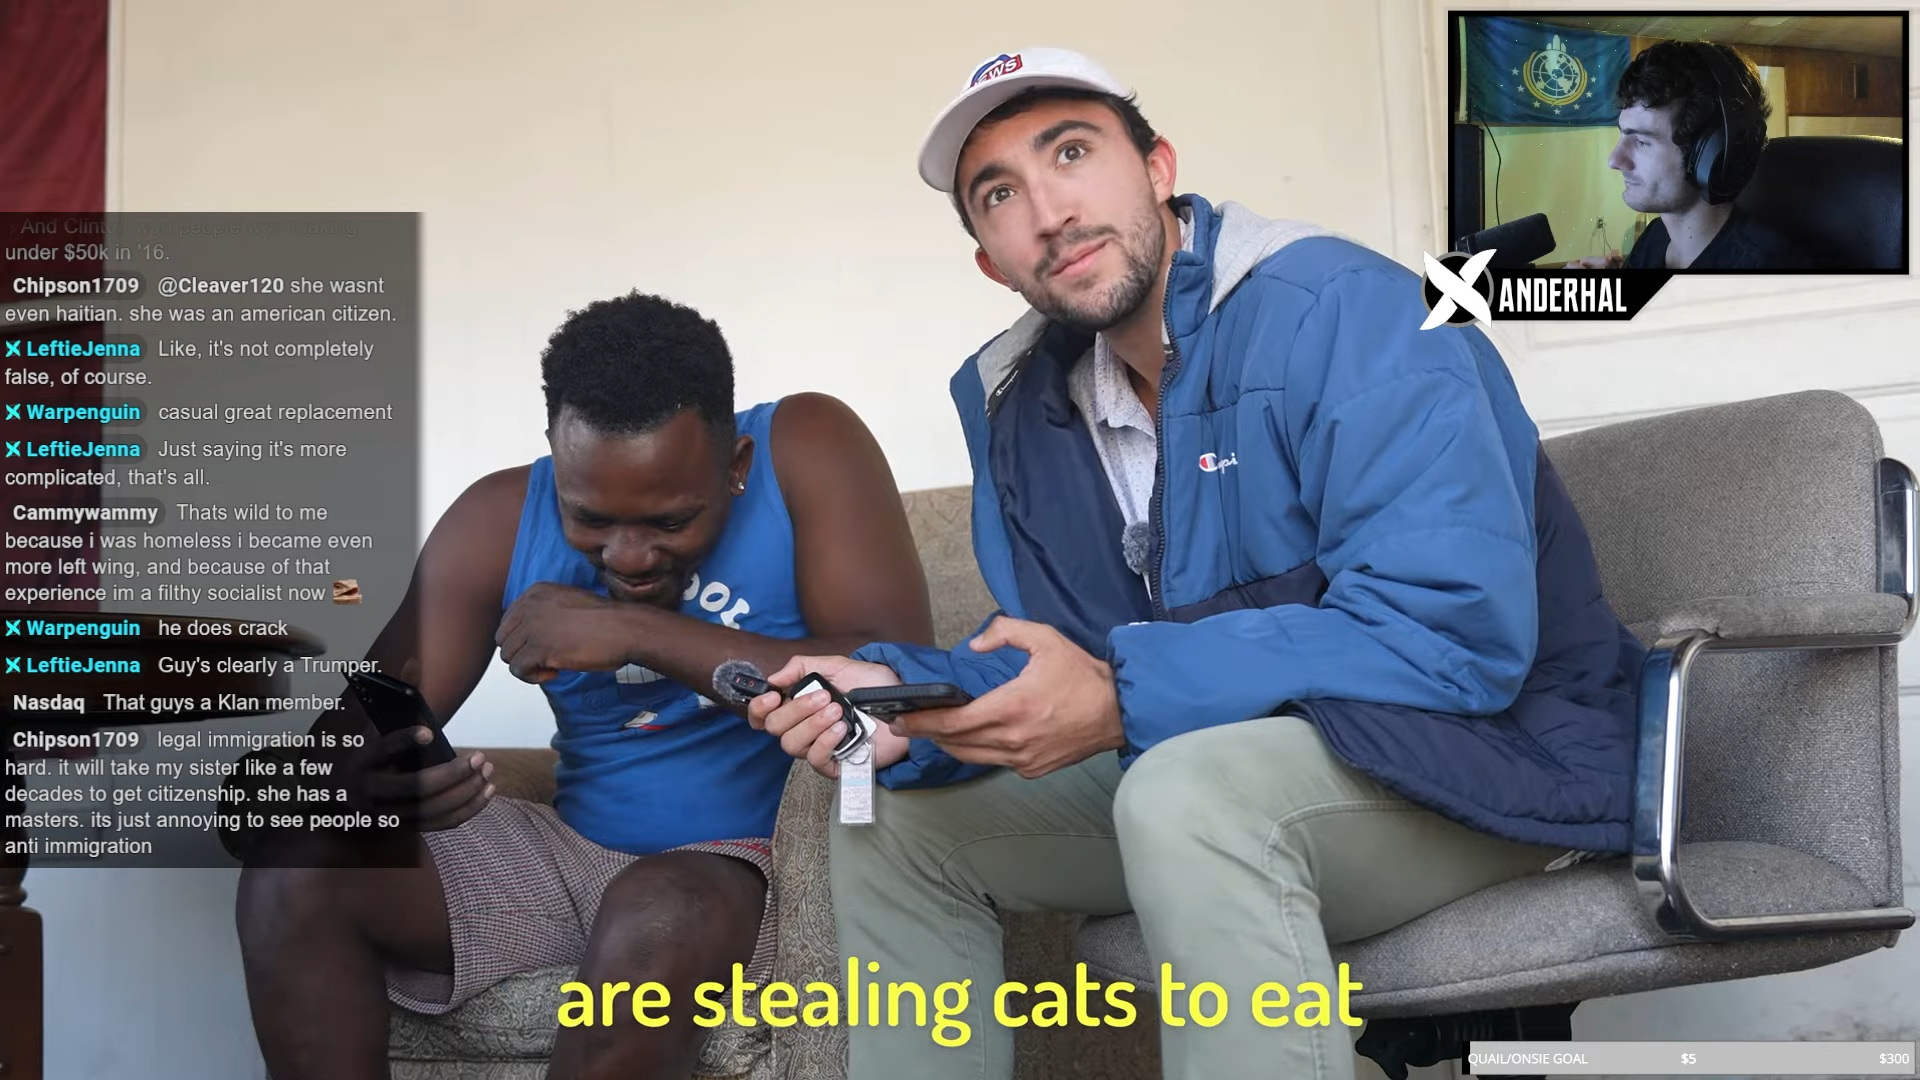 And Clint
under $50k in '16.
Chipson1709 @Cleaver120 she wasnt
even haitian. she was an american citizen.
LeftieJenna Like, it's not completely
false, of course.
Warpenguin casual great replacement
LeftieJenna Just saying it's more
complicated, that's all.
Cammywammy Thats wild to me
because i was homeless i became even
more left wing, and because of that
experience im a filthy socialist now
Warpenguin he does crack
LeftieJenna Guy's clearly a Trumper.
Nasdaq That guys a Klan member.
Chipson1709 legal immigration is so
hard. it will take my sister like a few
decades to get citizenship. she has a
masters. its just annoying to see people so
anti immigration
ANDERHAL
are stealing cats to eat
QUAIL/ONSIE GOAL $5 $300